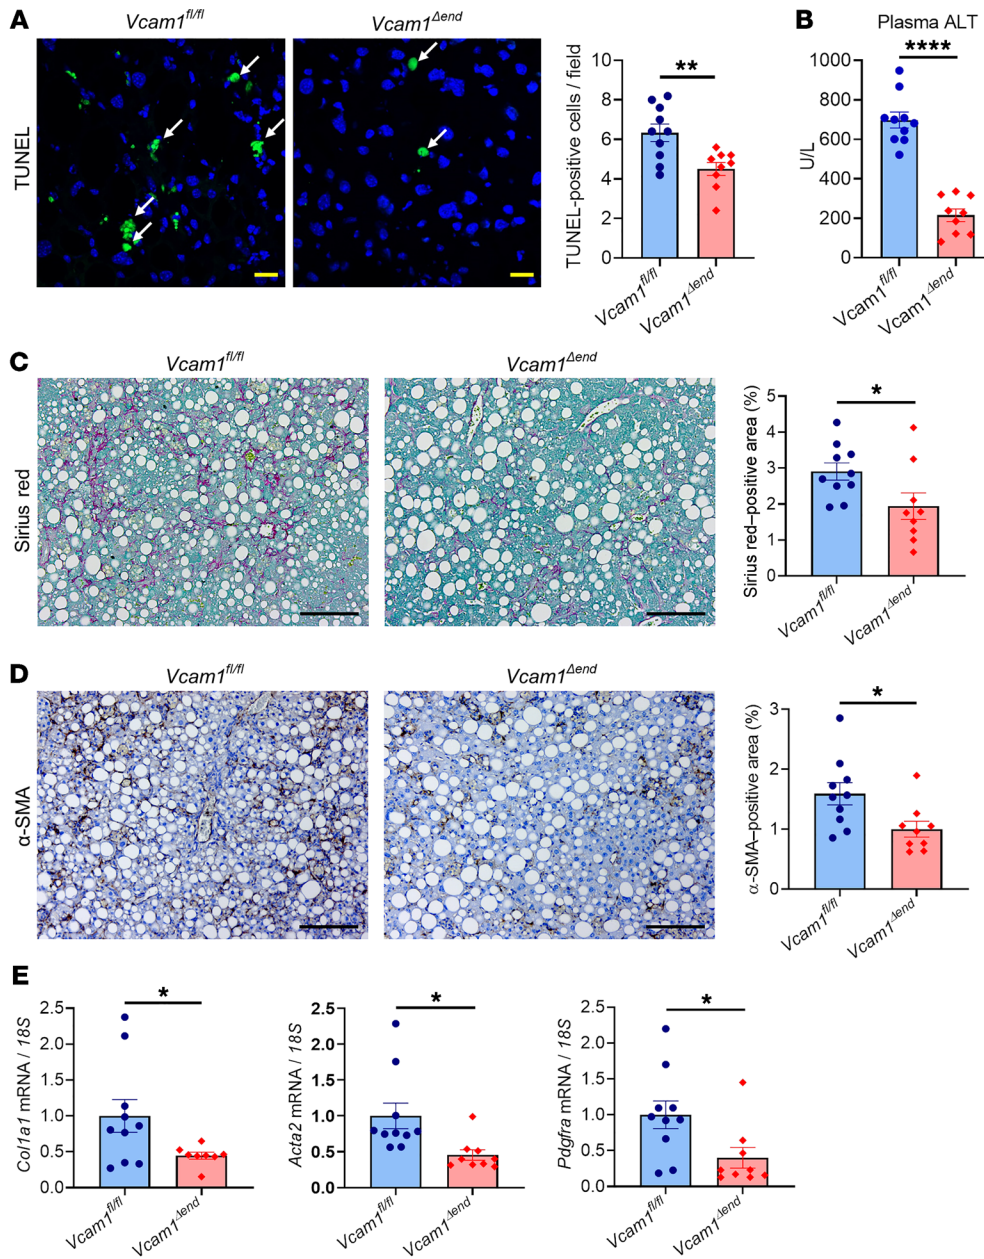 A
Vcam1fl/fl
Vcam1Δend
TUNEL
TUNEL-positive cells / field
10
8
6
4
2
0
**
Vcam1fl/fl
Vcam1Δend
B
Plasma ALT
****
U/L
1000
800
600
400
200
0
Vcam1fl/fl
Vcam1Δend
C
Vcam1fl/fl
Vcam1Δend
Sirius red
Sirius red–positive area (%)
5
4
3
2
1
0
*
Vcam1fl/fl
Vcam1Δend
D
Vcam1fl/fl
Vcam1Δend
α-SMA
α-SMA-positive area (%)
3
2
1
0
*
Vcam1fl/fl
Vcam1Δend
E
Col1a1 mRNA / 18S
2.5
2.0
1.5
1.0
0.5
0.0
*
Vcam1fl/fl
Vcam1Δend
Acta2 mRNA / 18S
2.5
2.0
1.5
1.0
0.5
0.0
*
Vcam1fl/fl
Vcam1Δend
Pdgfra mRNA / 18S
2.5
2.0
1.5
1.0
0.5
0.0
*
Vcam1fl/fl
Vcam1Δend